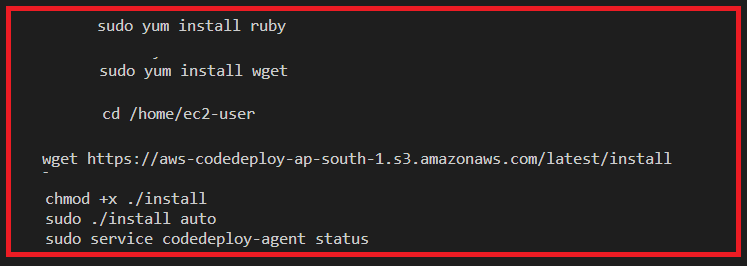 sudo yum install ruby
sudo yum install wget
cd /home/ec2-user
wget https://aws-codedeploy-ap-south-1.s3.amazonaws.com/latest/install
chmod +x ./install
sudo ./install auto
sudo service codedeploy-agent status